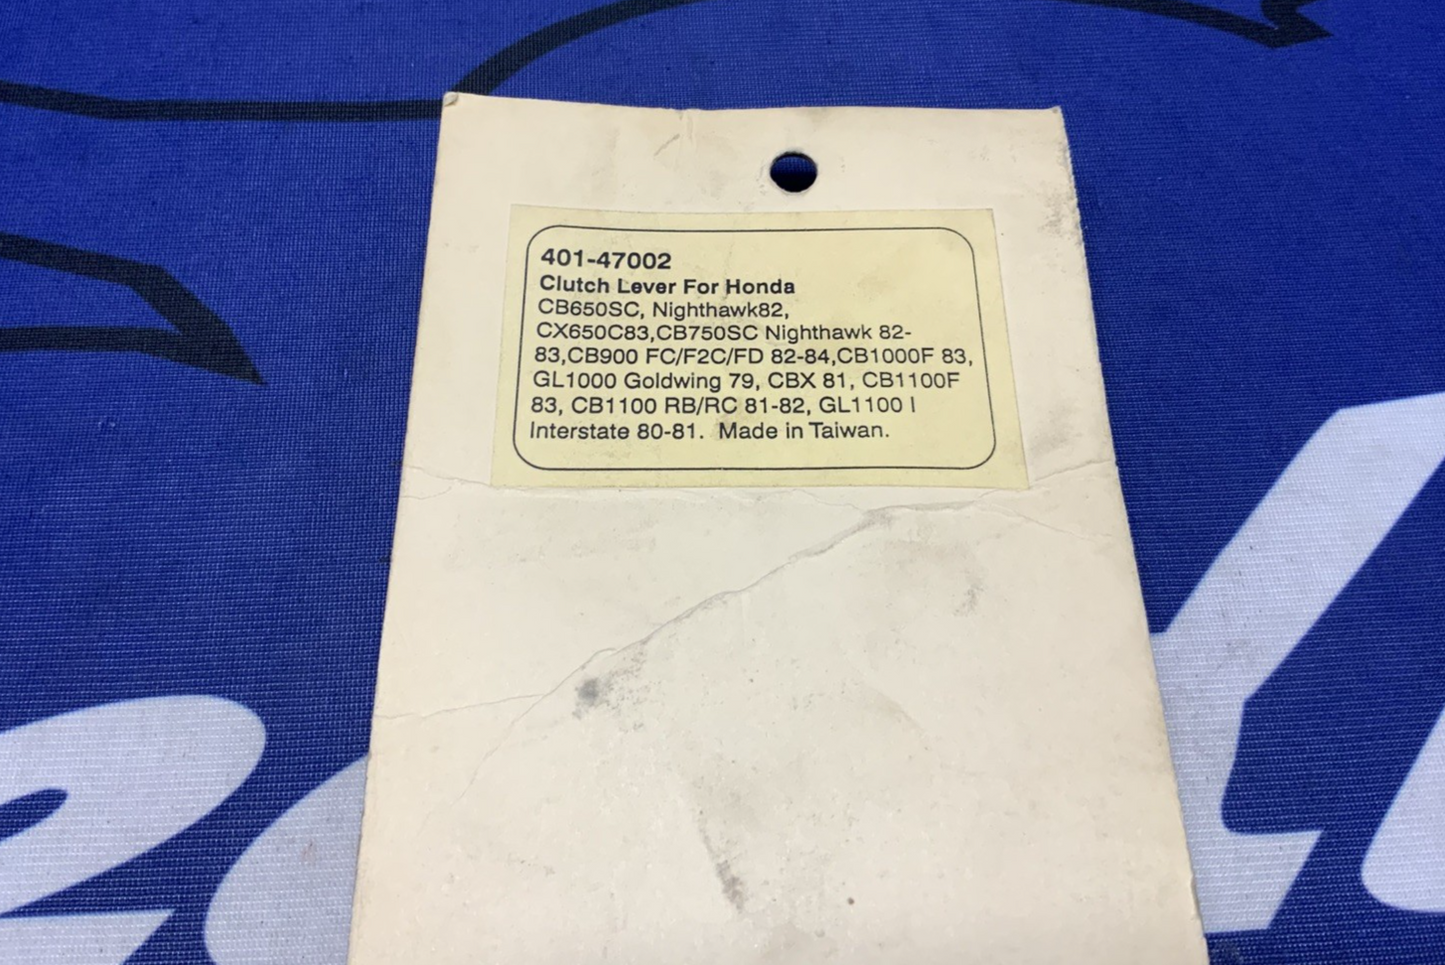 401-47002
Clutch Lever For Honda
CB650SC, Nighthawk82,
CX650C83,CB750SC Nighthawk 82-
83,CB900 FC/F2C/FD 82-84,CB1000F 83,
GL1000 Goldwing 79, CBX 81, CB1100F
83, CB1100 RB/RC 81-82, GL1100 I
Interstate 80-81.  Made in Taiwan.